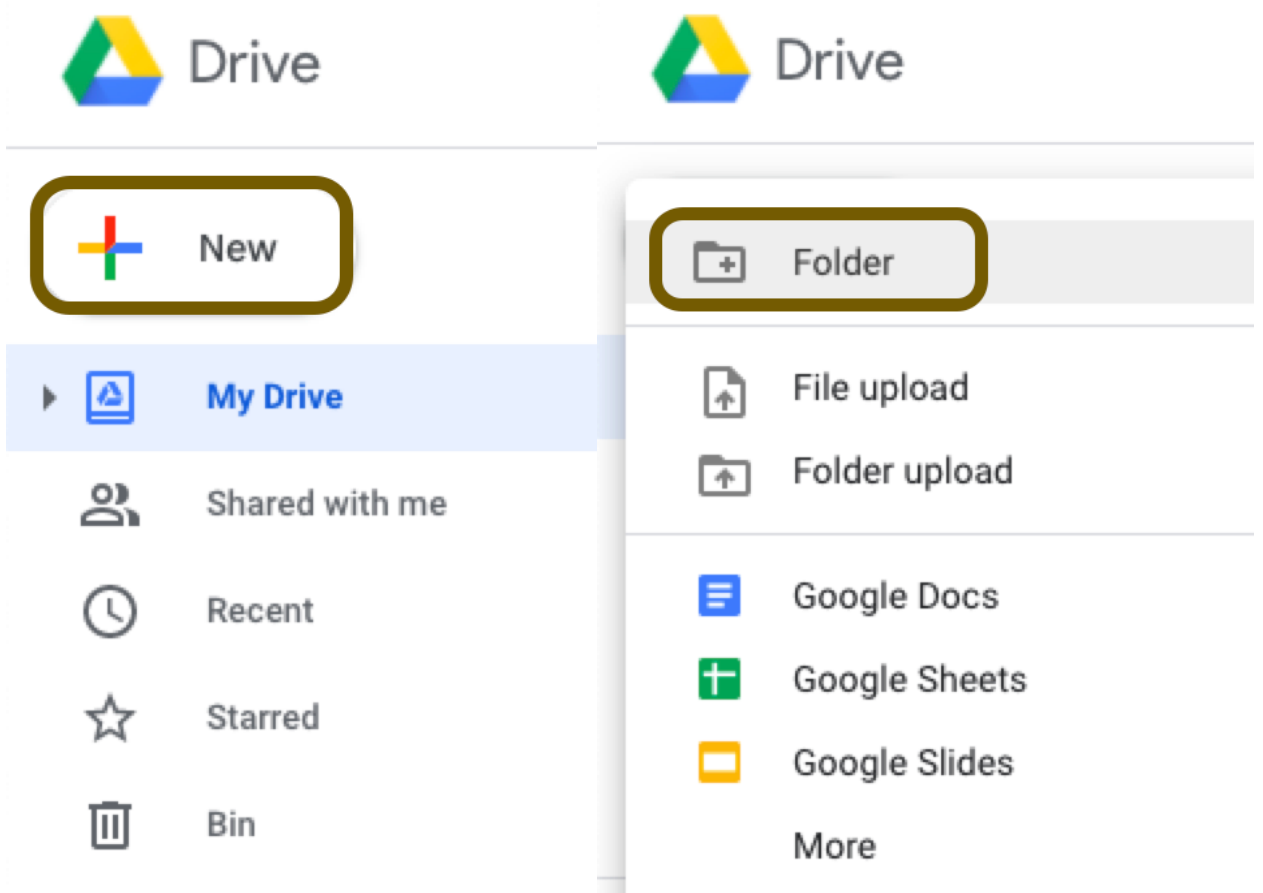 Drive
New
My Drive
Shared with me
Recent
Starred
Bin
Drive
Folder
File upload
Folder upload
Google Docs
Google Sheets
Google Slides
More